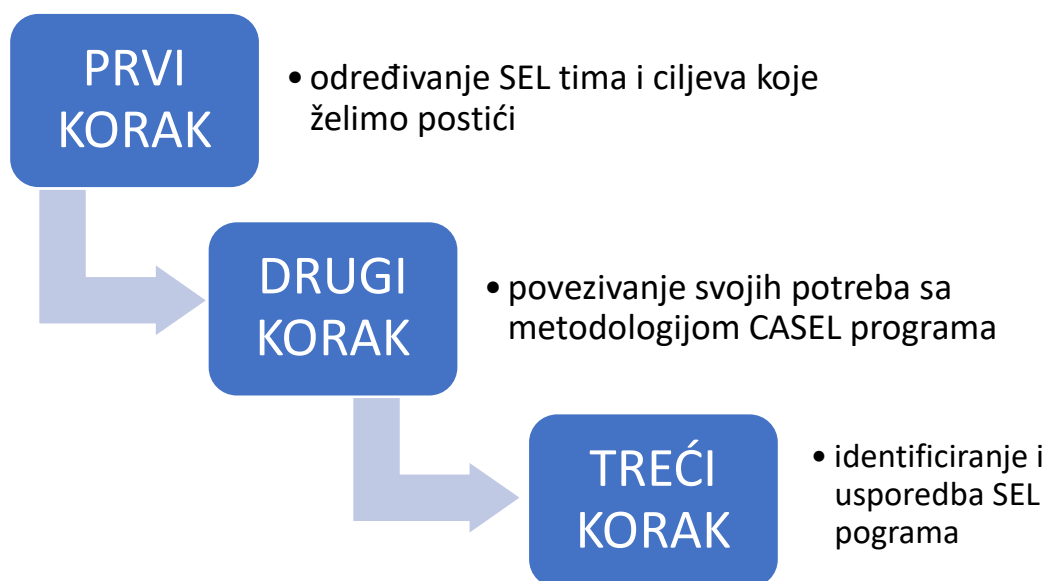 PRVI
KORAK
• određivanje SEL tima i ciljeva koje
želimo postići
DRUGI
KORAK
• povezivanje svojih potreba sa
metodologijom CASEL programa
TREĆI
KORAK
• identificiranje i
usporedba SEL
pograma